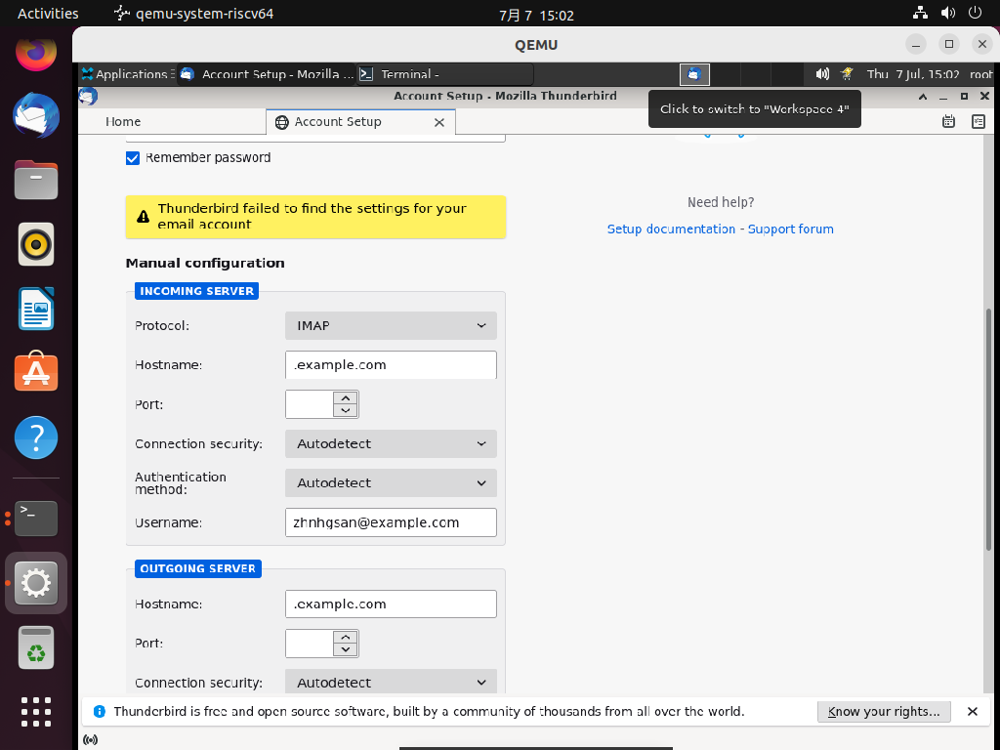 Activities
qemu-system-riscv64
7月 7 15:02
QEMU
Applications
Account Setup - Mozilla ...
Terminal -
Thu 7 Jul, 15:02
root
Account Setup - Mozilla Thunderbird
Click to switch to "Workspace 4"
Home
Account Setup
Remember password
Thunderbird failed to find the settings for your
email account
Need help?
Setup documentation - Support forum
Manual configuration
INCOMING SERVER
Protocol:
IMAP
Hostname:
.example.com
Port:
Connection security:
Autodetect
Authentication
method:
Autodetect
Username:
zhnhgsan@example.com
OUTGOING SERVER
Hostname:
.example.com
Port:
Connection security:
Autodetect
Thunderbird is free and open source software, built by a community of thousands from all over the world.
Know your rights...